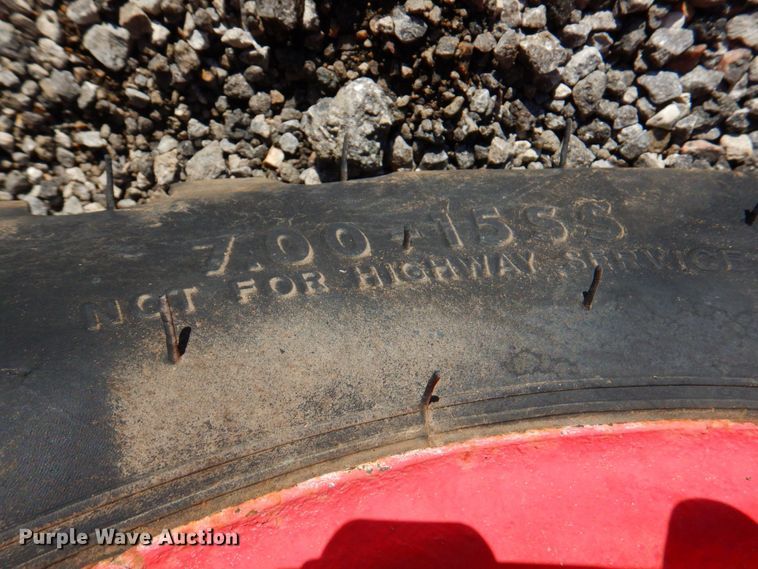 7.00-15SS
NOT FOR HIGHWAY SERVICE
Purple Wave Auction